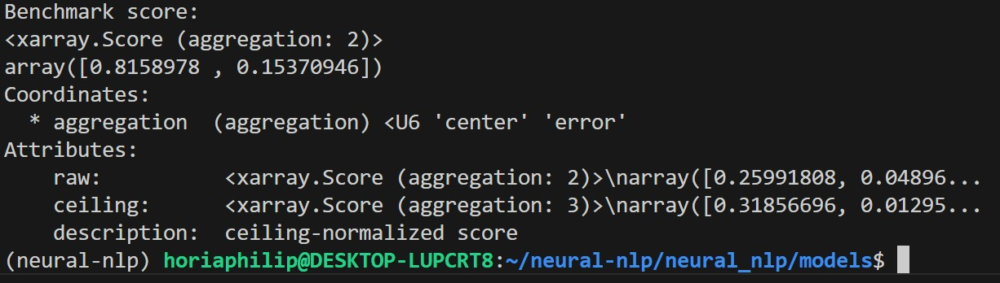 Benchmark score:
<xarray.Score (aggregation: 2)>
array([0.8158978 , 0.15370946])
Coordinates:
  * aggregation  (aggregation) <U6 'center' 'error'
Attributes:
    raw:          <xarray.Score (aggregation: 2)>\narray([0.25991808, 0.04896...
    ceiling:      <xarray.Score (aggregation: 3)>\narray([0.31856696, 0.01295...
    description:  ceiling-normalized score
(neural-nlp) horiaphilip@DESKTOP-LUPCRT8:~/neural-nlp/neural_nlp/models$